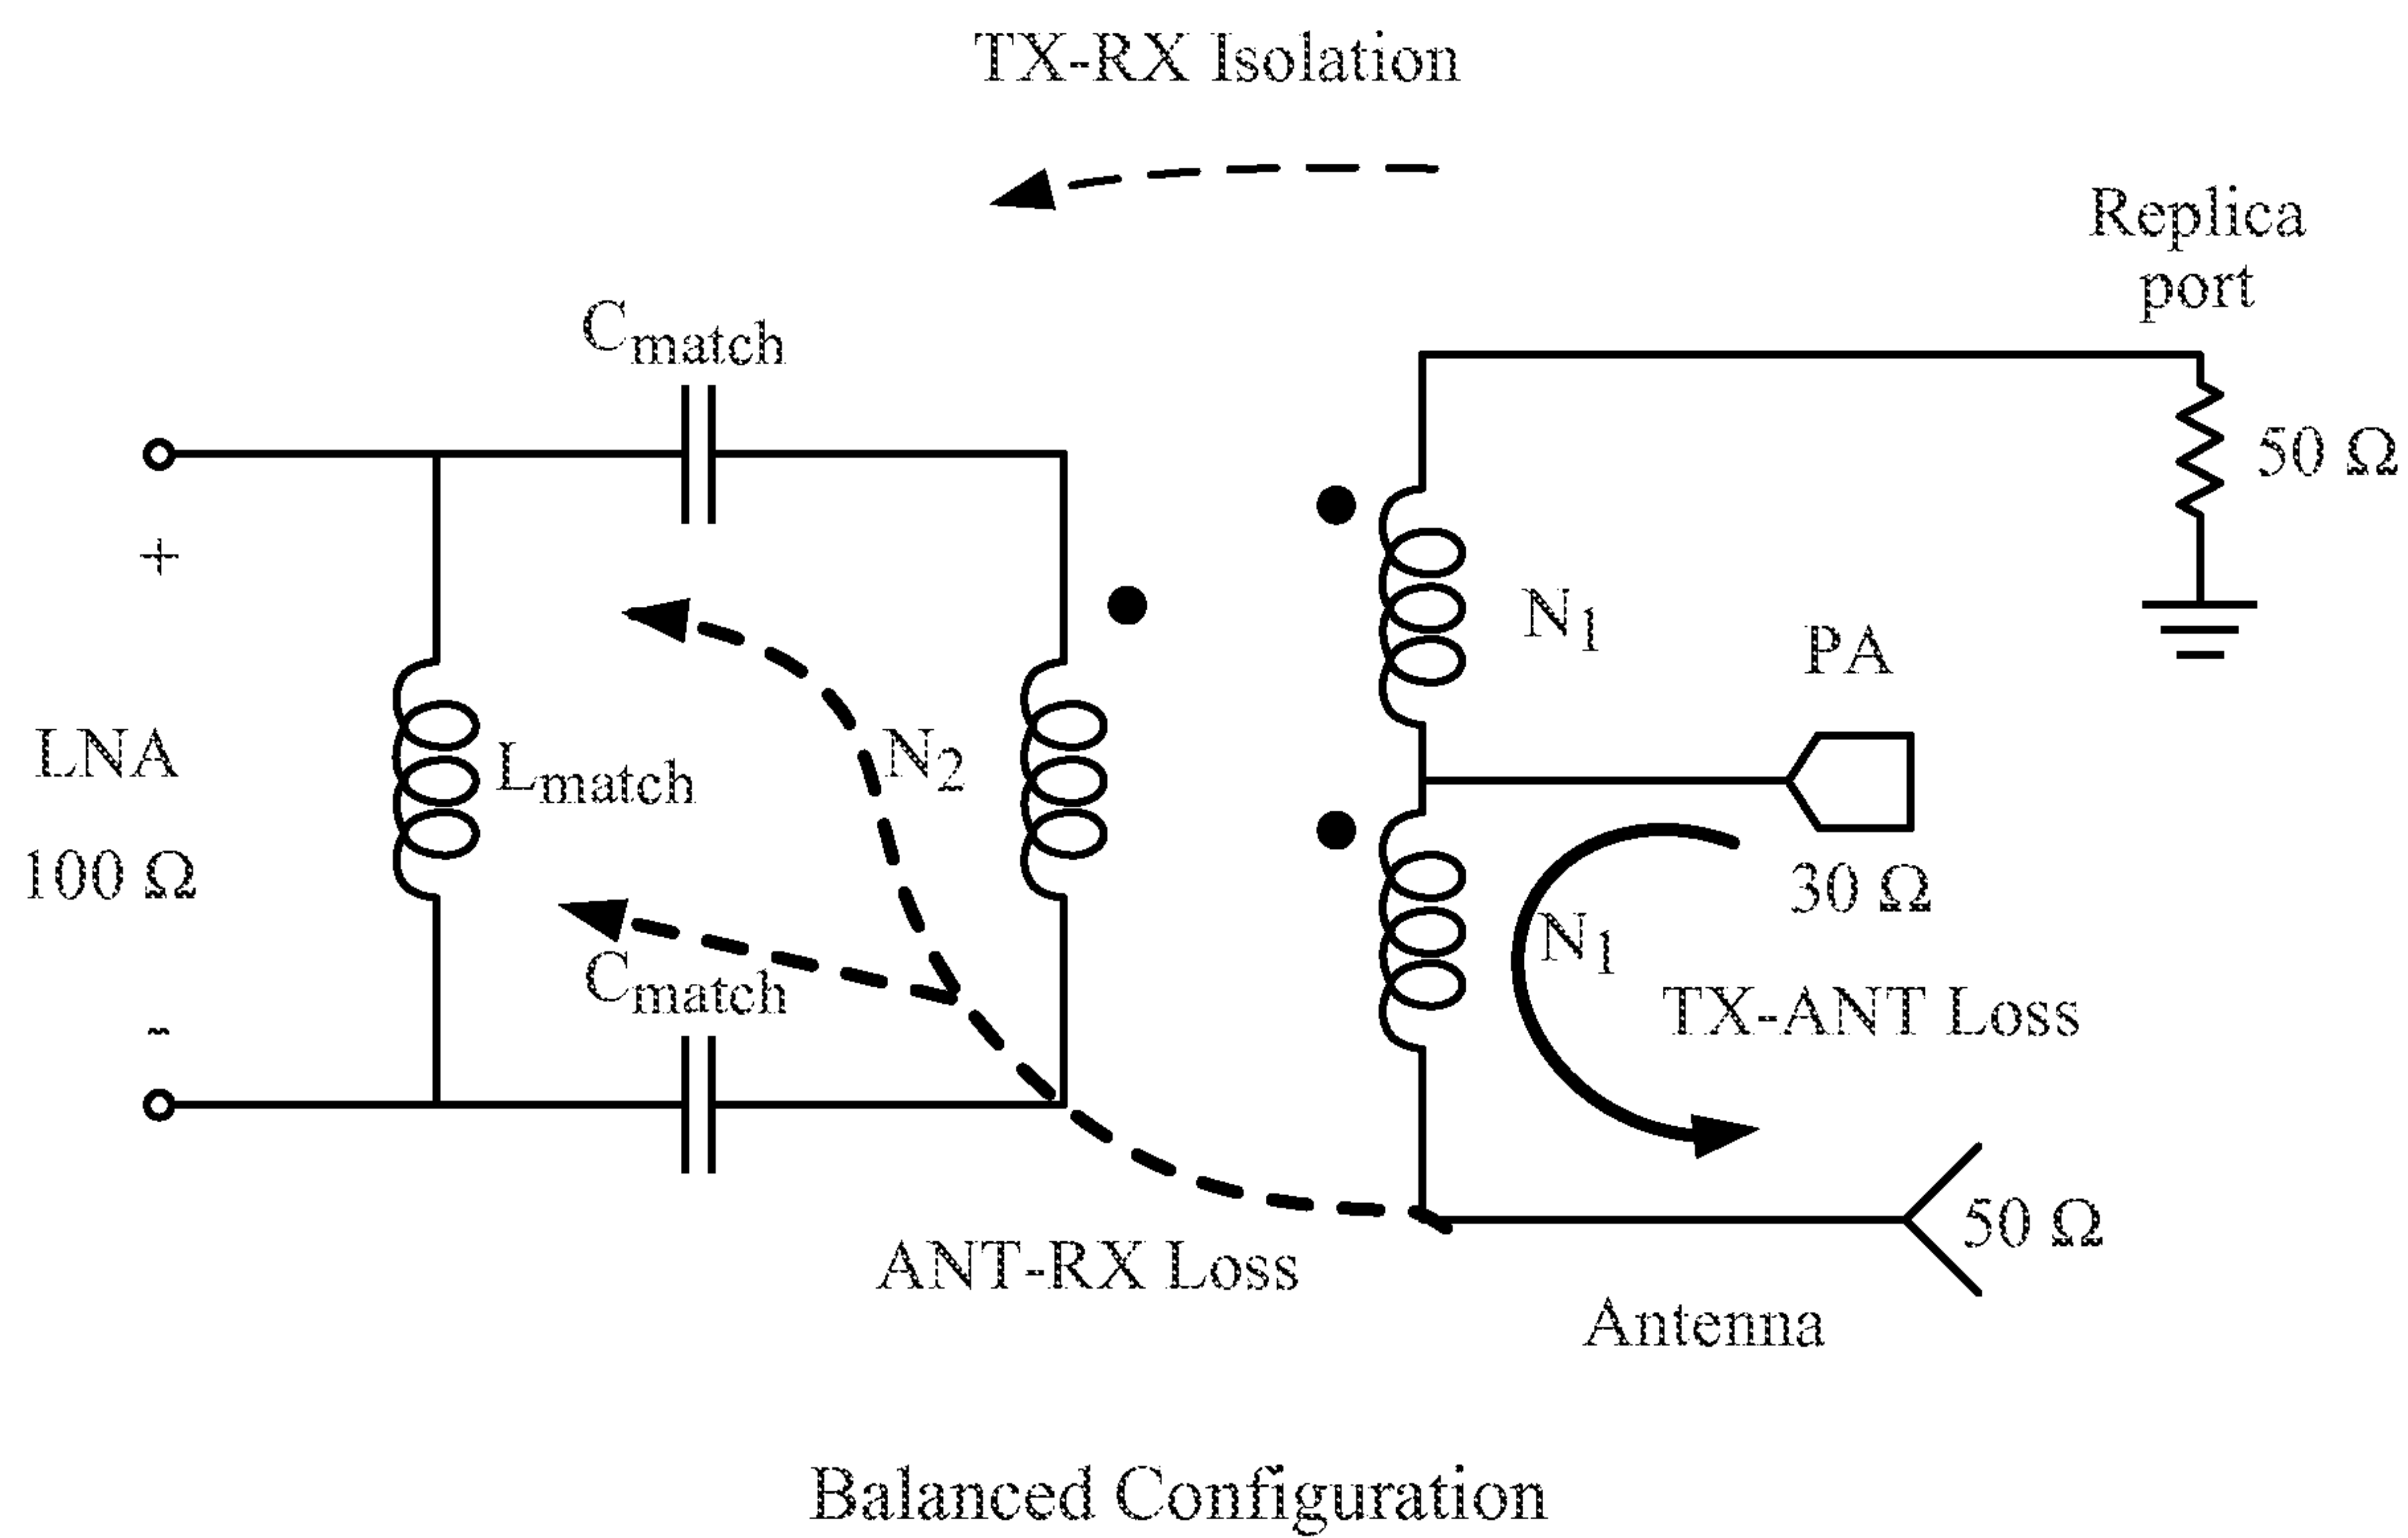 TX-RX Isolation
Replica
port
Cmatch
50 Ω
+
N1
PA
LNA
100 Ω
Lmatch
N2
30 Ω
N1
Cmatch
TX-ANT Loss
-
50 Ω
ANT-RX Loss
Antenna
Balanced Configuration